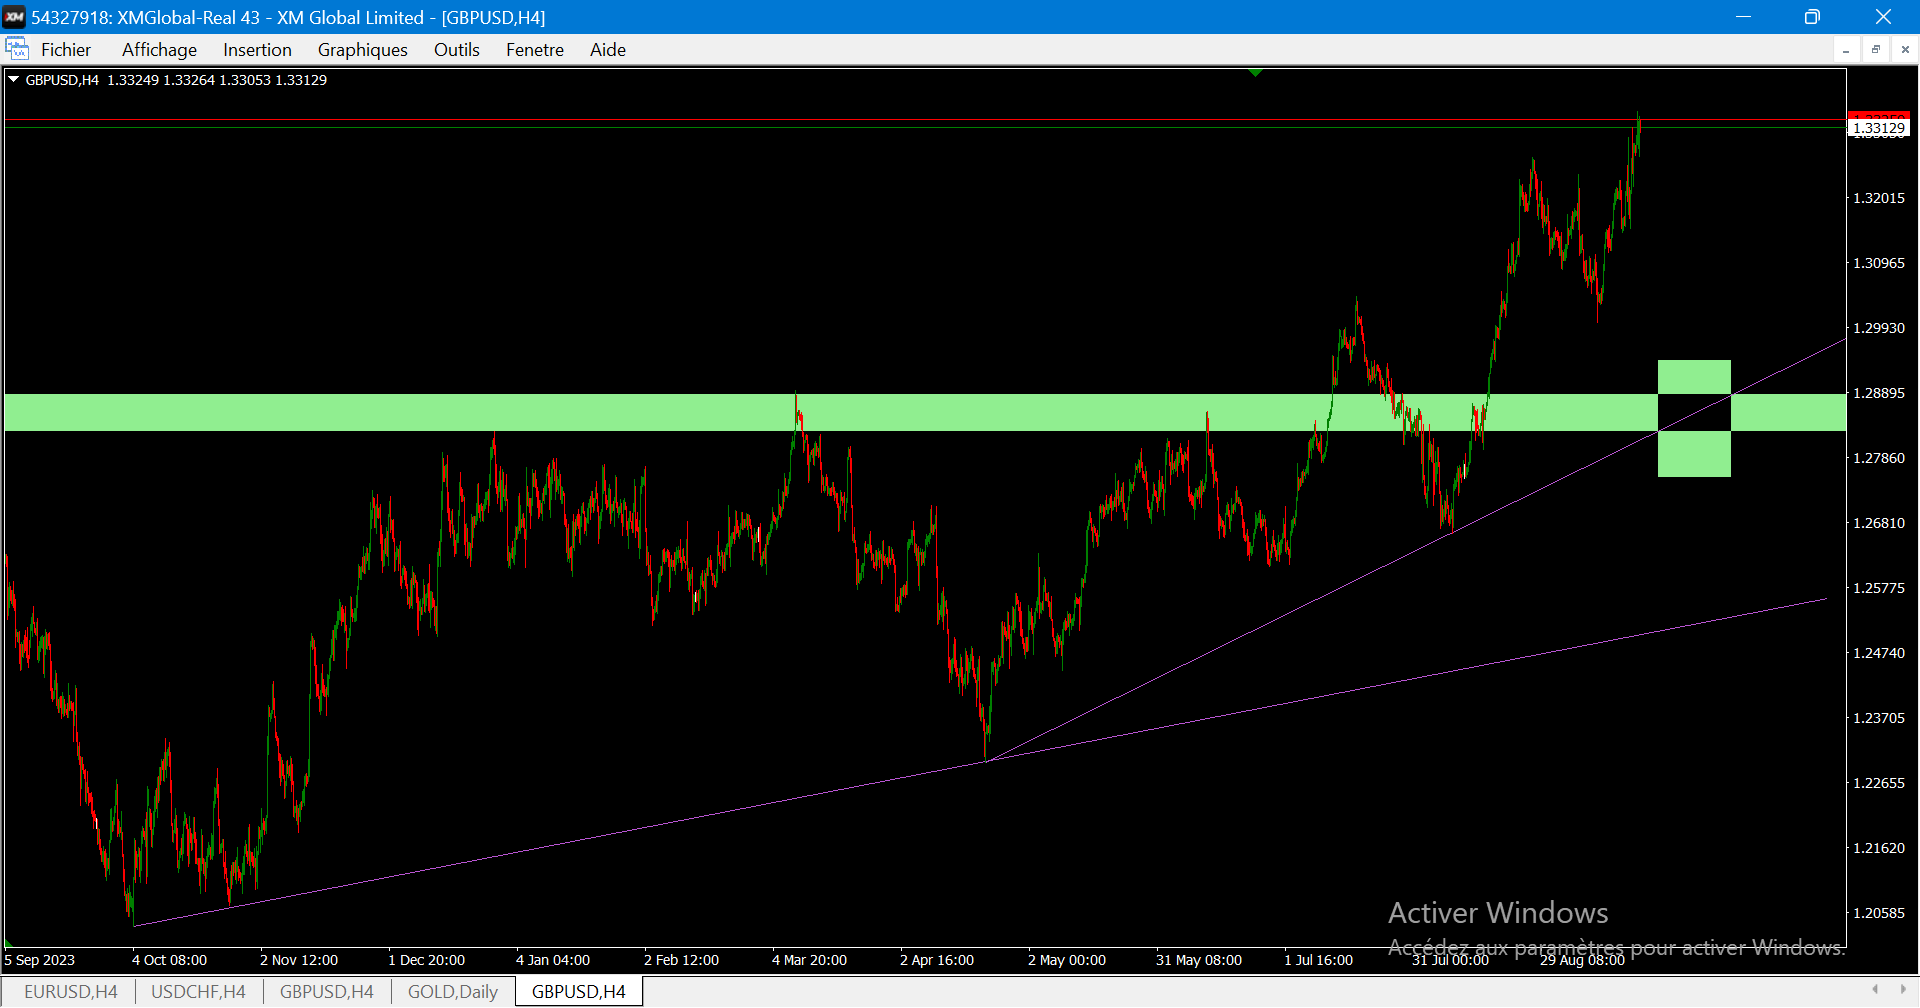 54327918: XMGlobal-Real 43 - XM Global Limited - [GBPUSD,H4]
Fichier Affichage Insertion Graphiques Outils Fenetre Aide
GBPUSD,H4 1.33249 1.33264 1.33053 1.33129
1.33129
1.32015
1.30965
1.29930
1.28895
1.27860
1.26810
1.25775
1.24740
1.23705
1.22655
1.21620
1.20585
Activer Windows
Accédez aux paramètres pour activer Windows.
5 Sep 2023 4 Oct 08:00 2 Nov 12:00 1 Dec 20:00 4 Jan 04:00 2 Feb 12:00 4 Mar 20:00 2 Apr 16:00 2 May 00:00 31 May 08:00 1 Jul 16:00 31 Jul 00:00 29 Aug 08:00
EURUSD,H4 USDCHF,H4 GBPUSD,H4 GOLD,Daily GBPUSD,H4